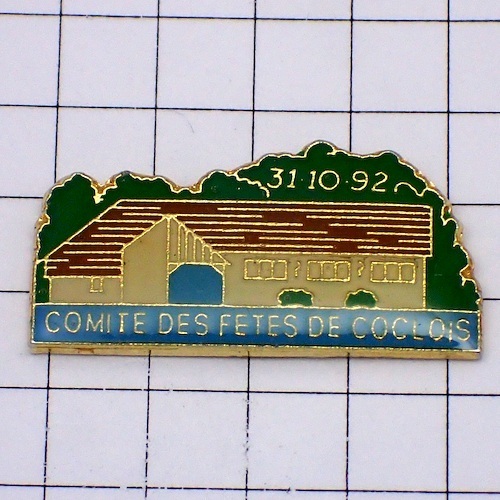 31·10·92
COMITE DES FETES DE COCLOIS